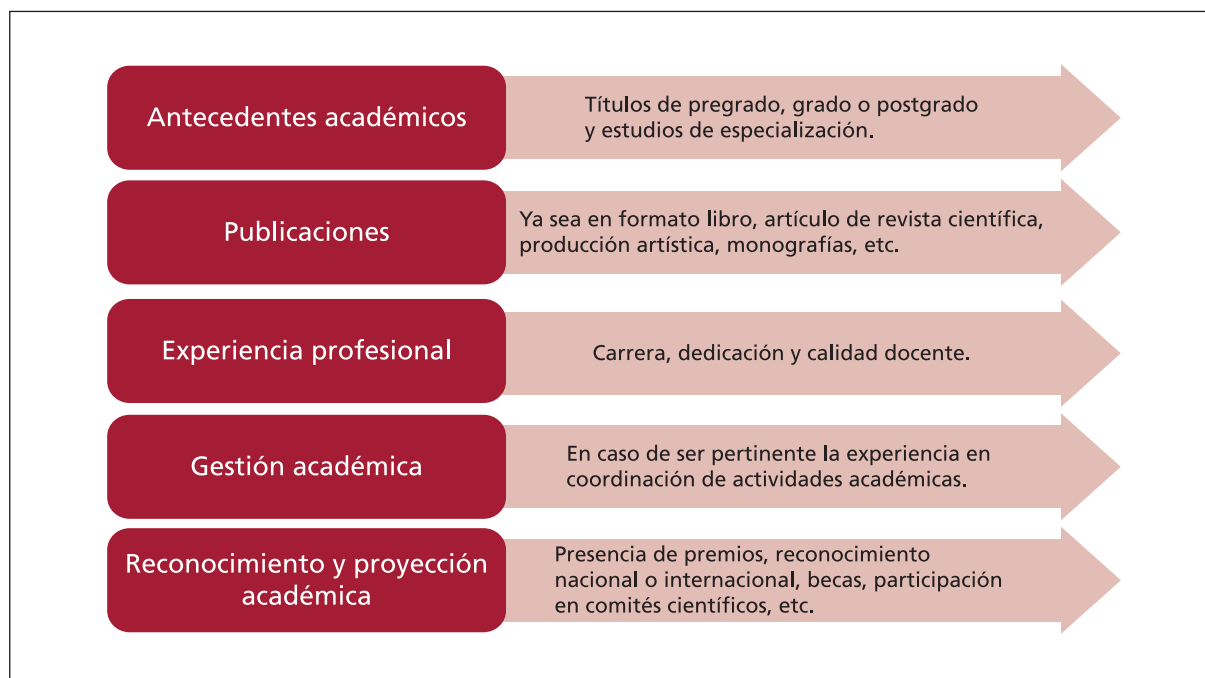 Antecedentes académicos
Títulos de pregrado, grado o postgrado
y estudios de especialización.
Publicaciones
Ya sea en formato libro, artículo de revista científica,
producción artística, monografías, etc.
Experiencia profesional
Carrera, dedicación y calidad docente.
Gestión académica
En caso de ser pertinente la experiencia en
coordinación de actividades académicas.
Reconocimiento y proyección
académica
Presencia de premios, reconocimiento
nacional o internacional, becas, participación
en comités científicos, etc.